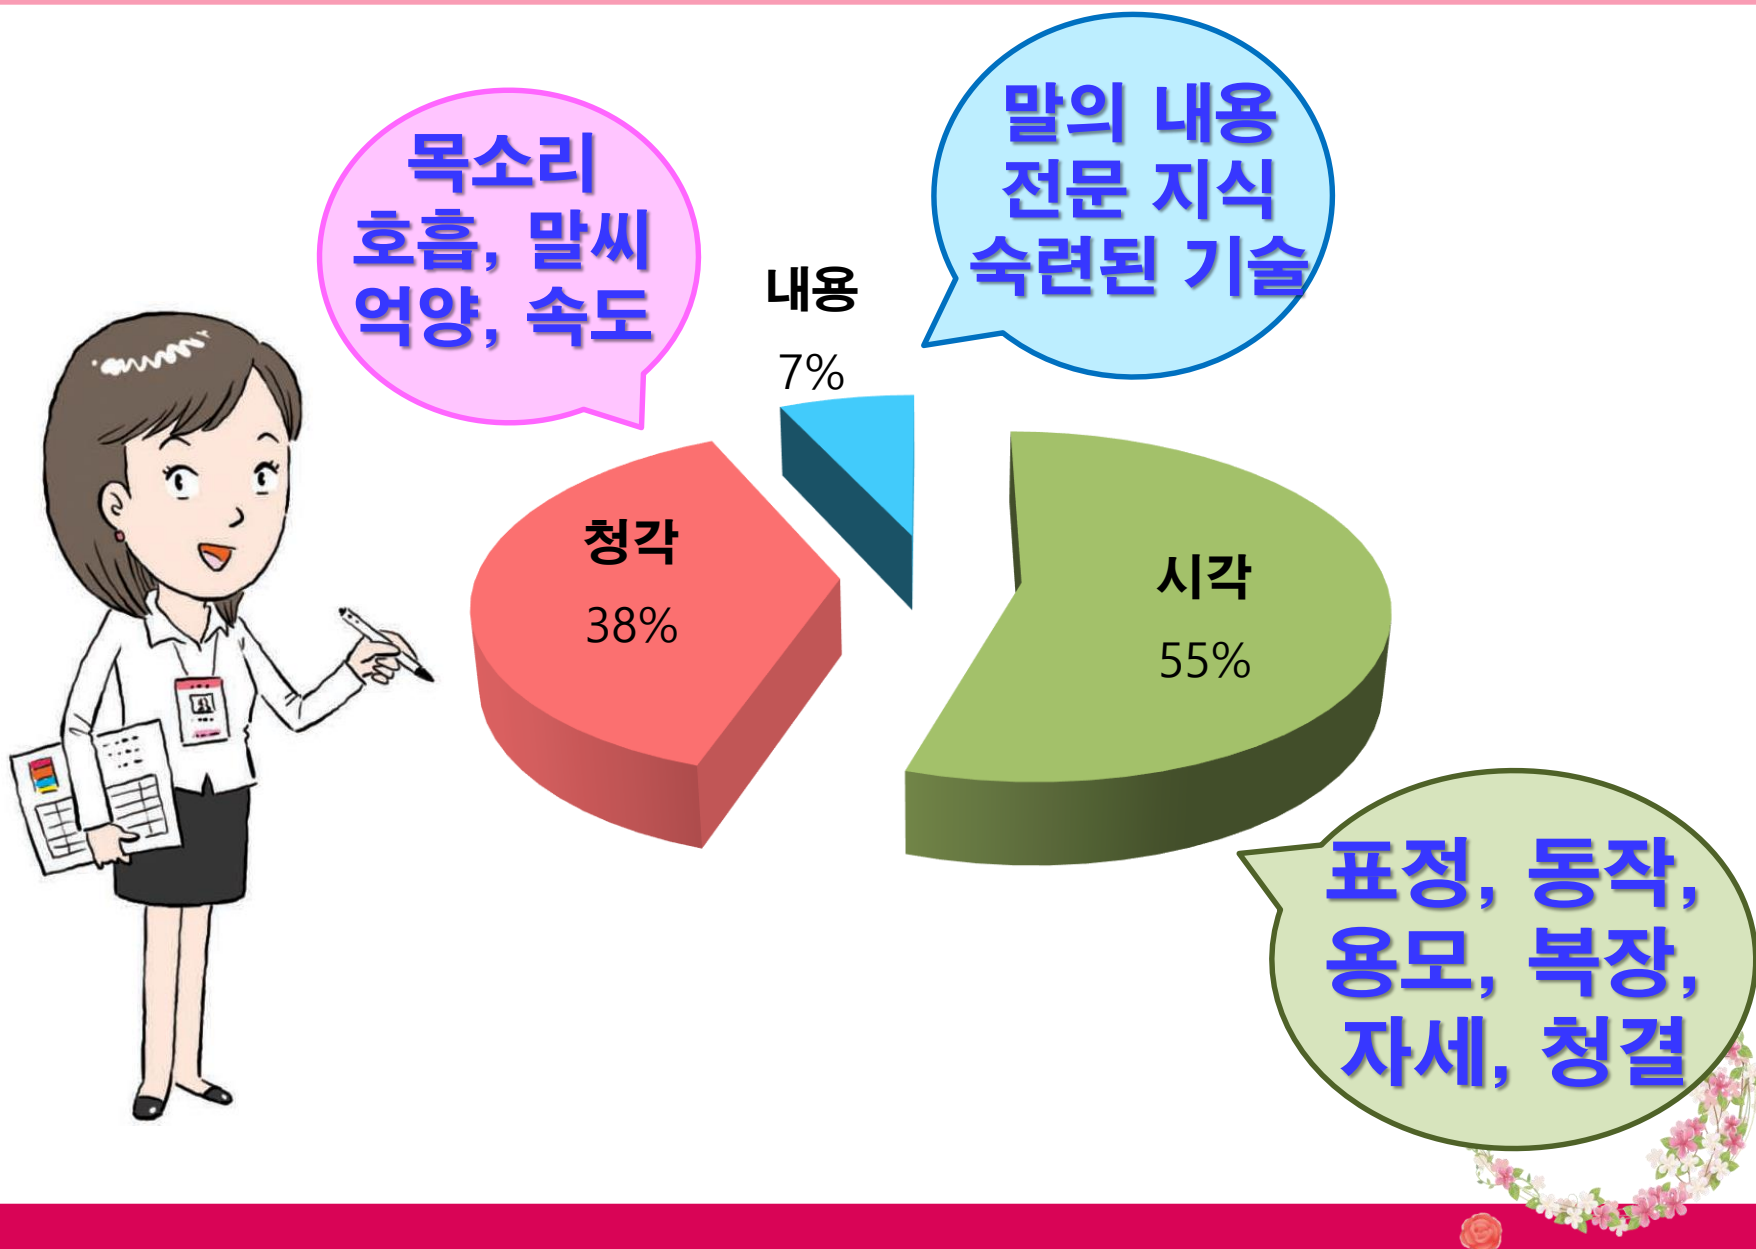 목소리
호흡, 말씨
억양, 속도
말의 내용
전문 지식
숙련된 기술
내용
7%
청각
38%
시각
55%
표정, 동작,
용모, 복장,
자세, 청결